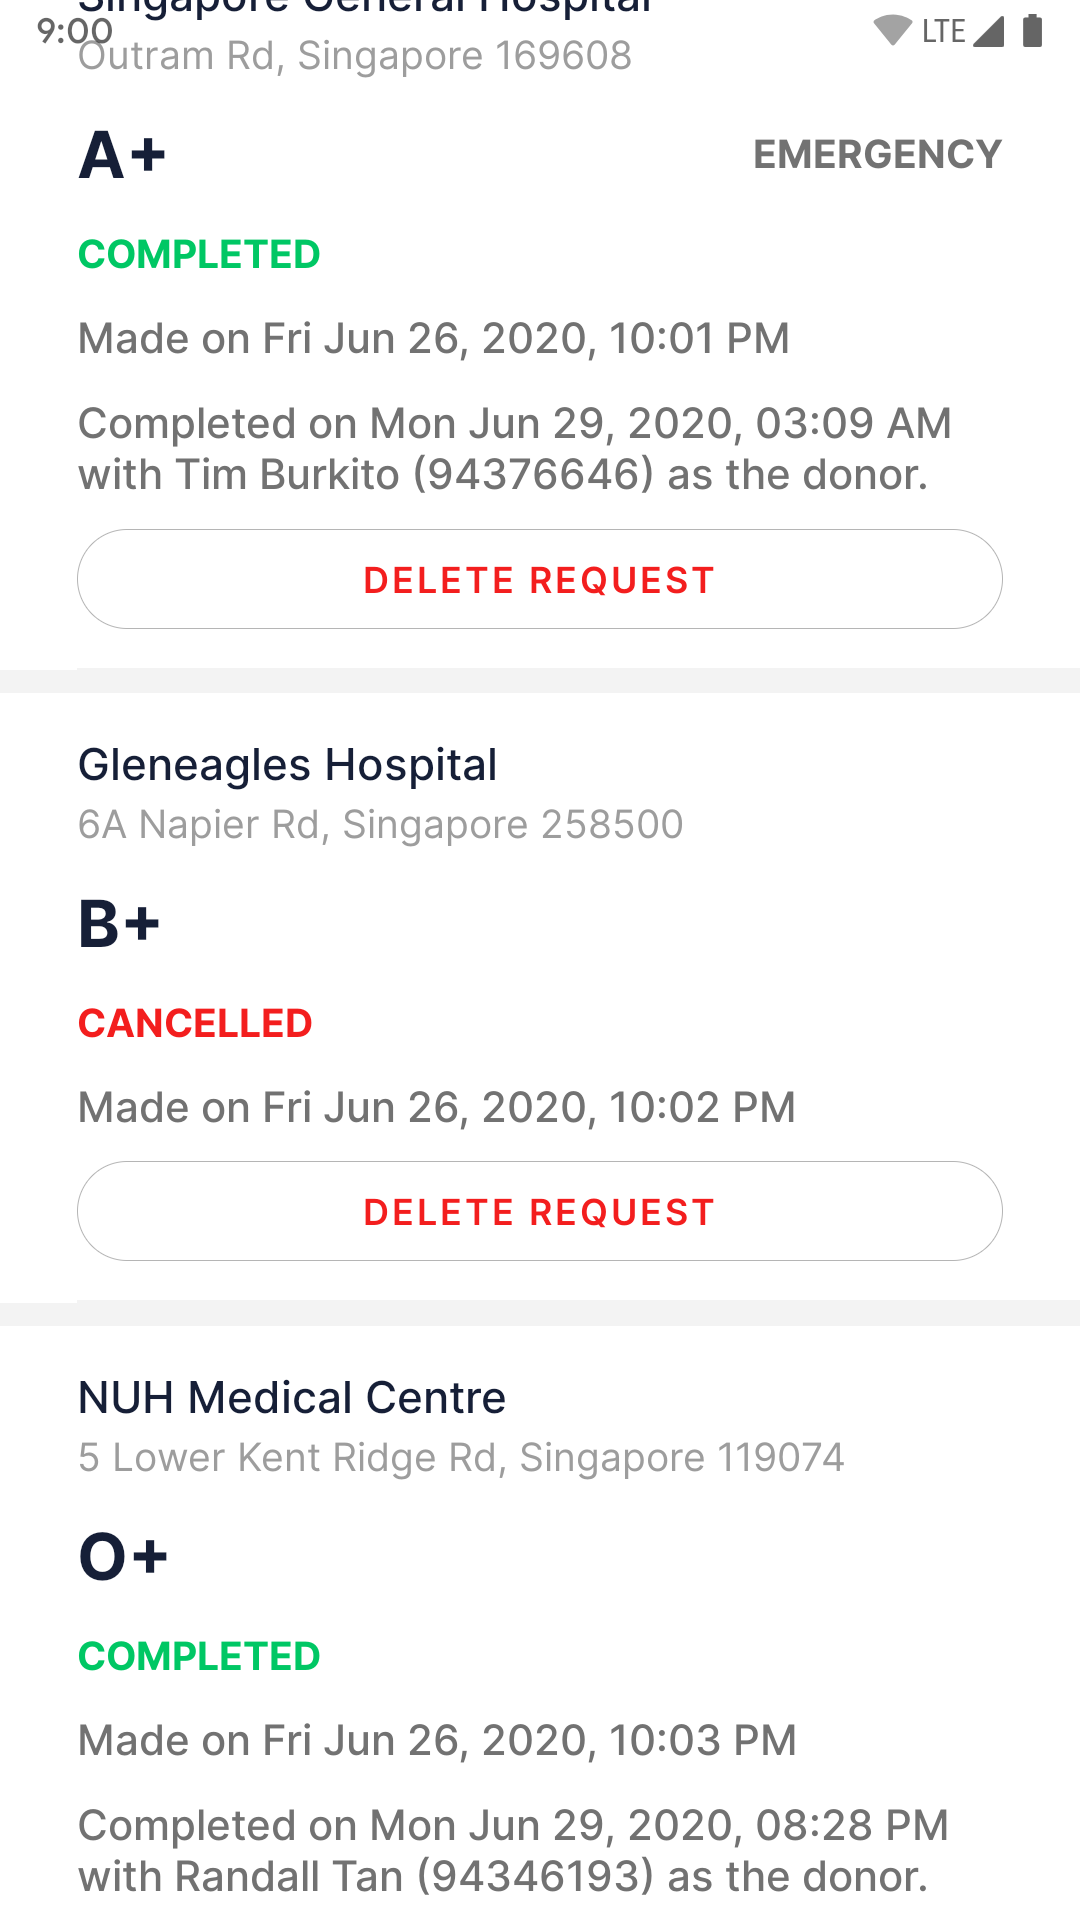 Singapore General Hospital
9:00
LTE
Outram Rd, Singapore 169608
A+
EMERGENCY
COMPLETED
Made on Fri Jun 26, 2020, 10:01 PM
Completed on Mon Jun 29, 2020, 03:09 AM
with Tim Burkito (94376646) as the donor.
DELETE REQUEST
Gleneagles Hospital
6A Napier Rd, Singapore 258500
B+
CANCELLED
Made on Fri Jun 26, 2020, 10:02 PM
DELETE REQUEST
NUH Medical Centre
5 Lower Kent Ridge Rd, Singapore 119074
O+
COMPLETED
Made on Fri Jun 26, 2020, 10:03 PM
Completed on Mon Jun 29, 2020, 08:28 PM
with Randall Tan (94346193) as the donor.